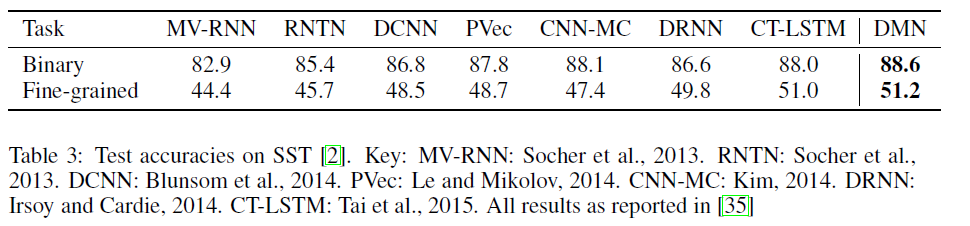 Task MV-RNN RNTN DCNN PVec CNN-MC DRNN CT-LSTM DMN
Binary 82.9 85.4 86.8 87.8 88.1 86.6 88.0 88.6
Fine-grained 44.4 45.7 48.5 48.7 47.4 49.8 51.0 51.2
Table 3: Test accuracies on SST [2]. Key: MV-RNN: Socher et al., 2013. RNTN: Socher et al.,
2013. DCNN: Blunsom et al., 2014. PVec: Le and Mikolov, 2014. CNN-MC: Kim, 2014. DRNN:
Irsoy and Cardie, 2014. CT-LSTM: Tai et al., 2015. All results as reported in [35]